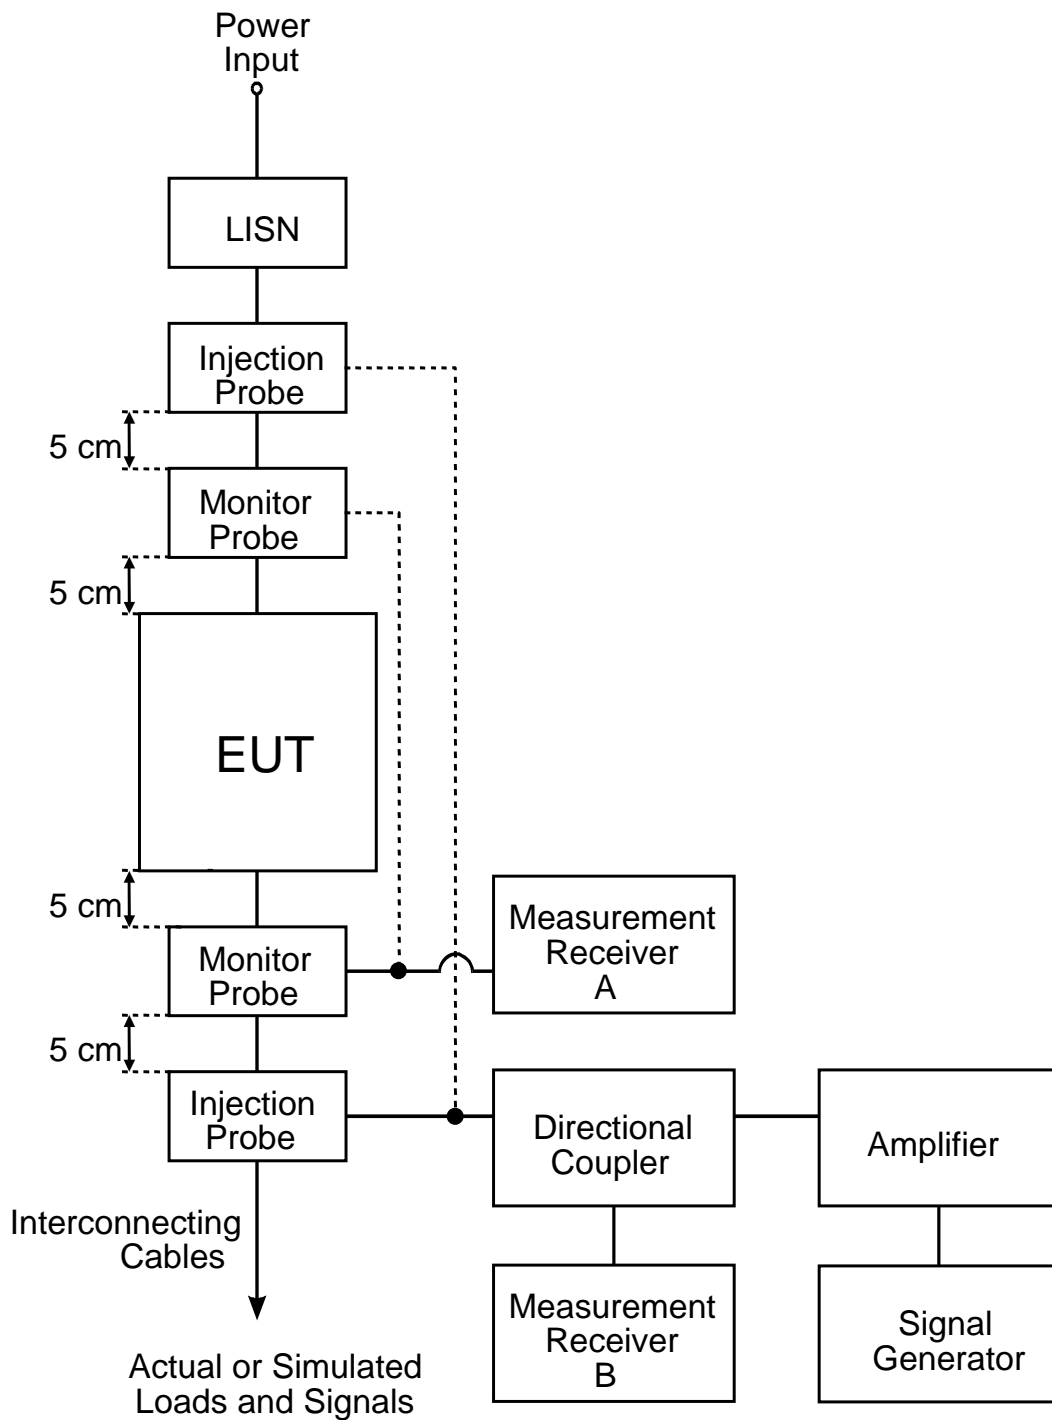 Power
Input
LISN
Injection
Probe
5 cm
Monitor
Probe
5 cm
EUT
5 cm
Monitor
Probe
Measurement
Receiver
A
5 cm
Injection
Probe
Directional
Coupler
Amplifier
Interconnecting
Cables
Measurement
Receiver
B
Signal
Generator
Actual or Simulated
Loads and Signals